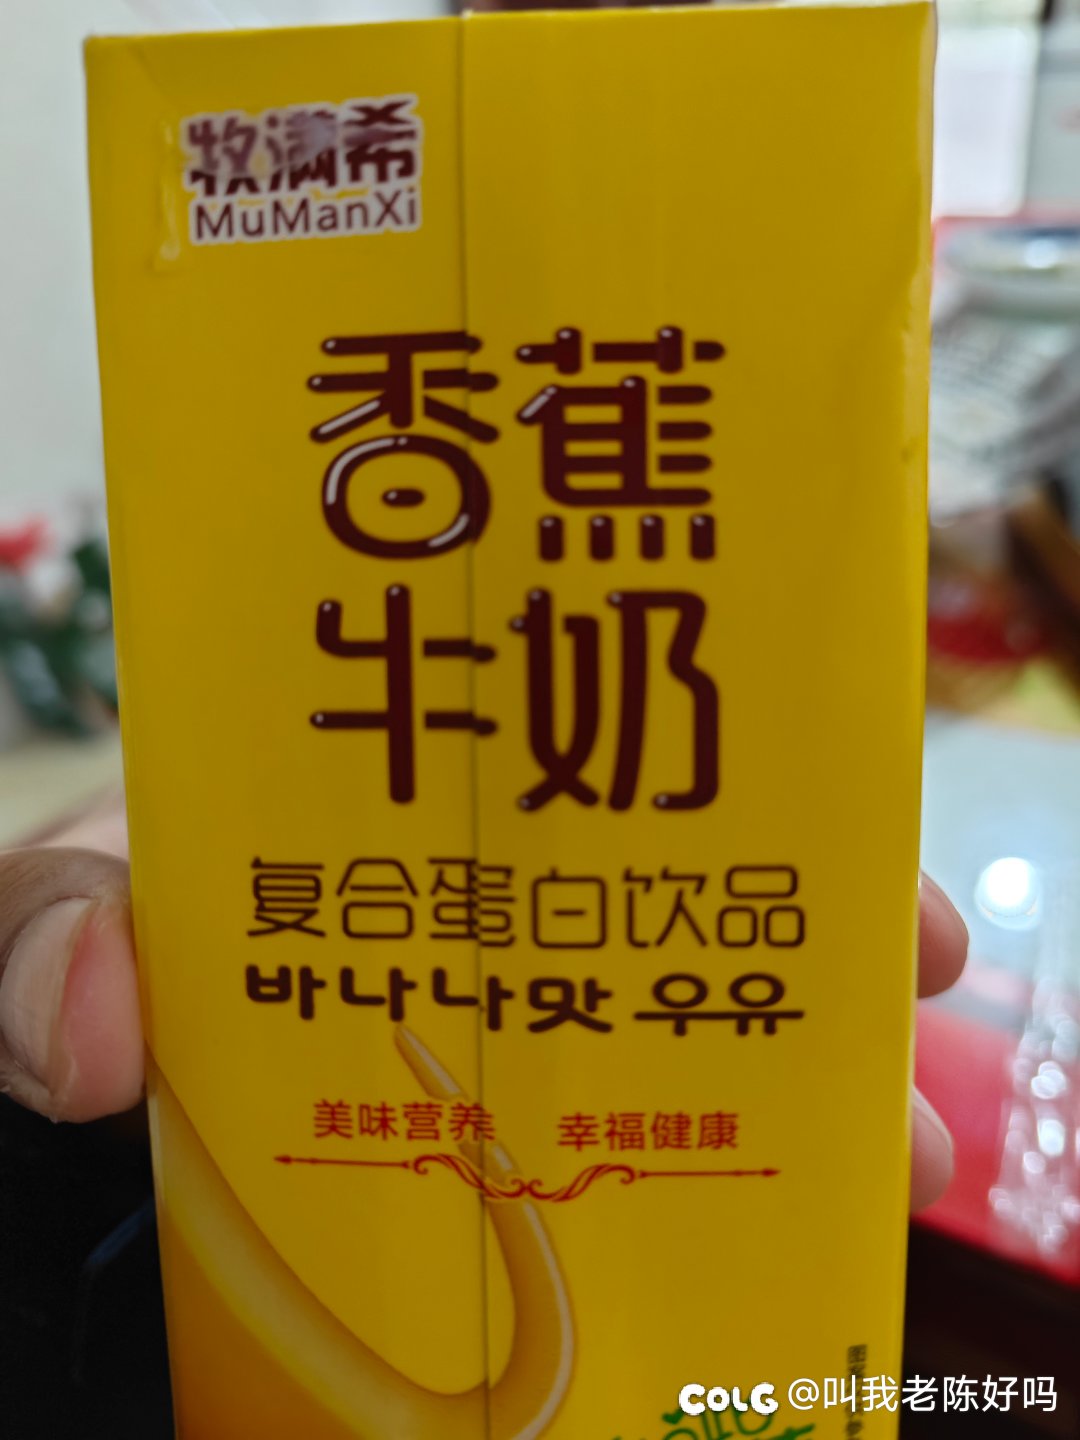 牧满希
MuManXi
香蕉
牛奶
复合蛋白饮品
바나나맛 우유
美味营养 幸福健康
COLG @叫我老陈好吗